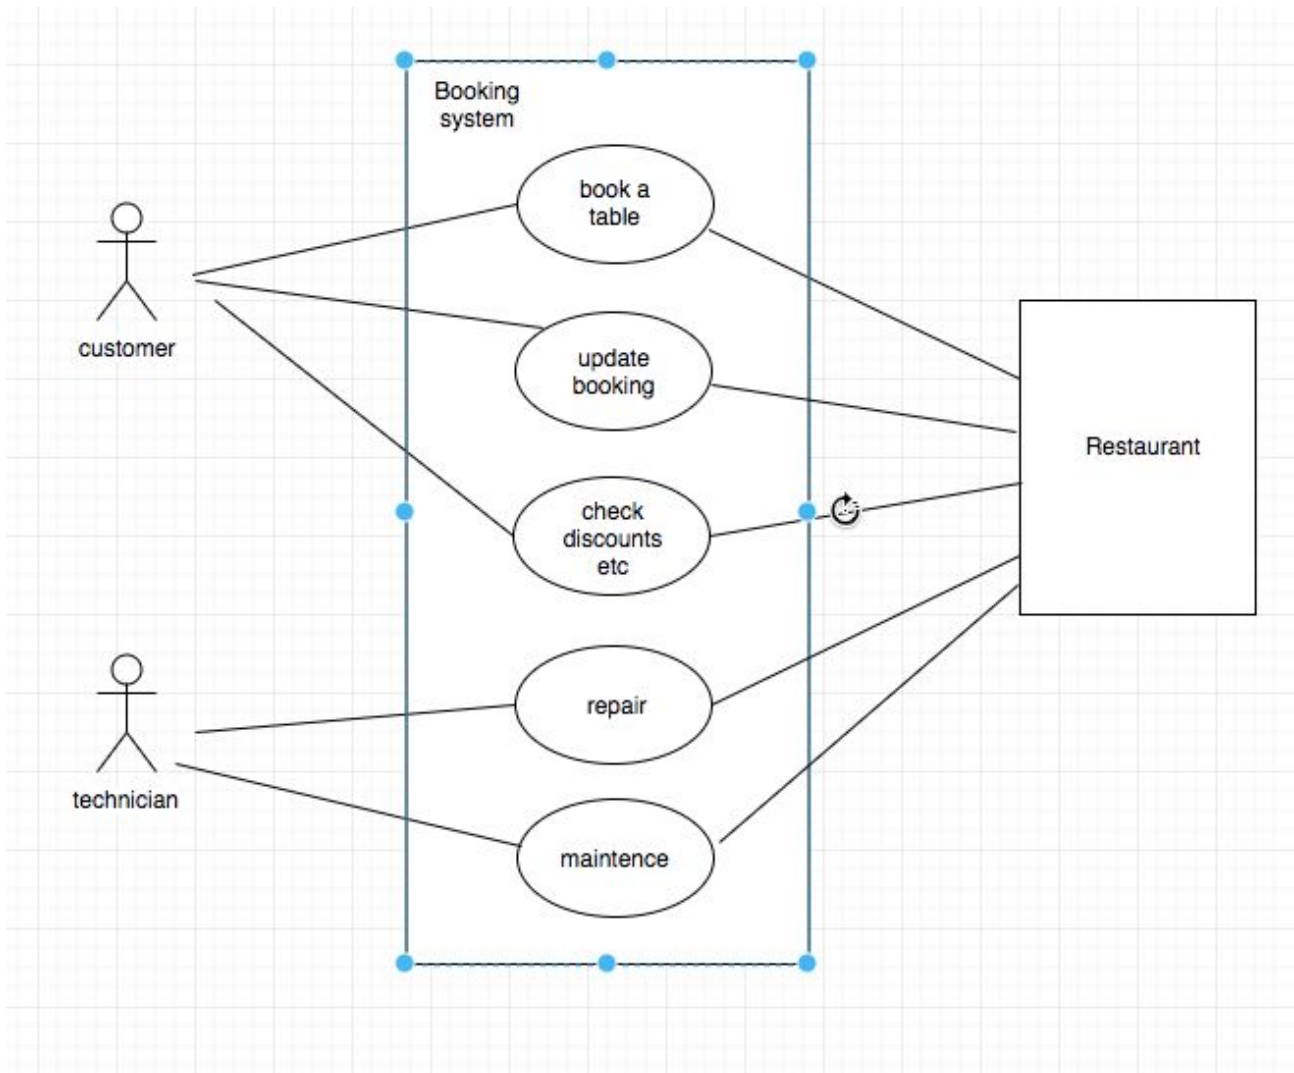 Booking
system
book a
table
customer
update
booking
Restaurant
check
discounts
etc
repair
technician
maintence